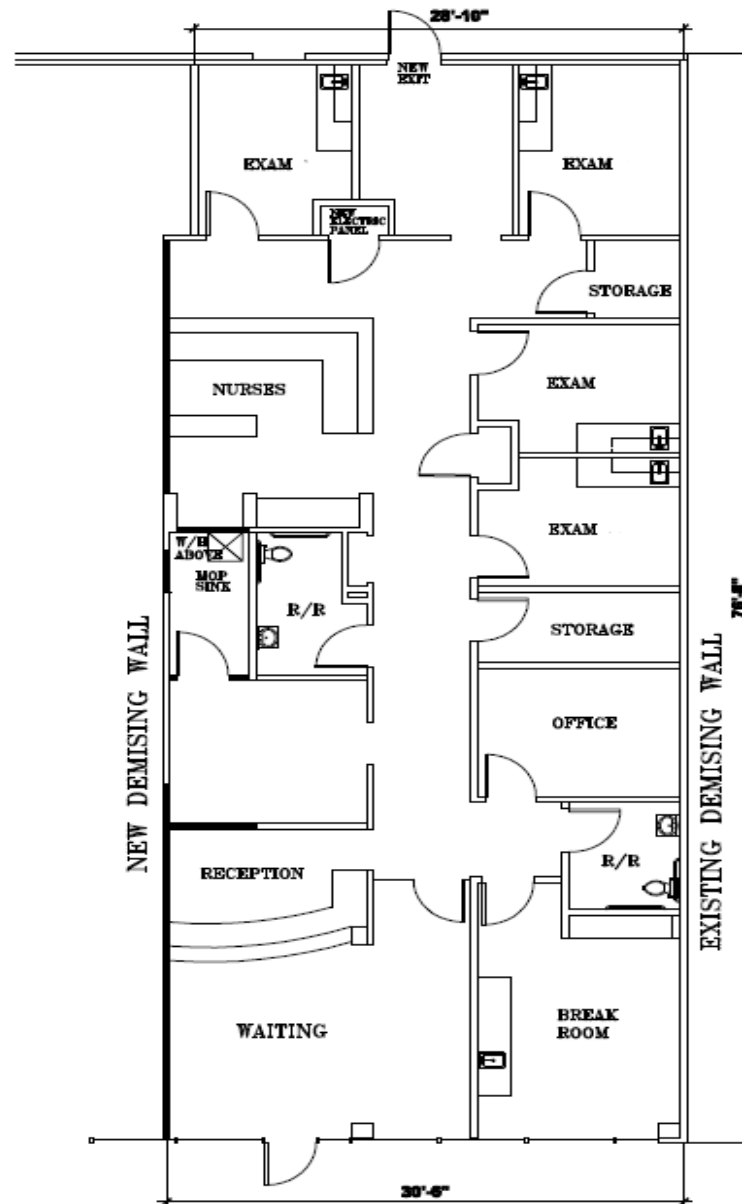 28'-10"
NEW
EXIT
EXAM
EXAM
NEW
ELECTRIC
PANEL
STORAGE
EXAM
NURSES
EXAM
W/H
ABOVE
MOP
SINK
R/R
STORAGE
OFFICE
NEW DEMISING WALL
EXISTING DEMISING WALL
R/R
RECEPTION
WAITING
BREAK
ROOM
30'-6"